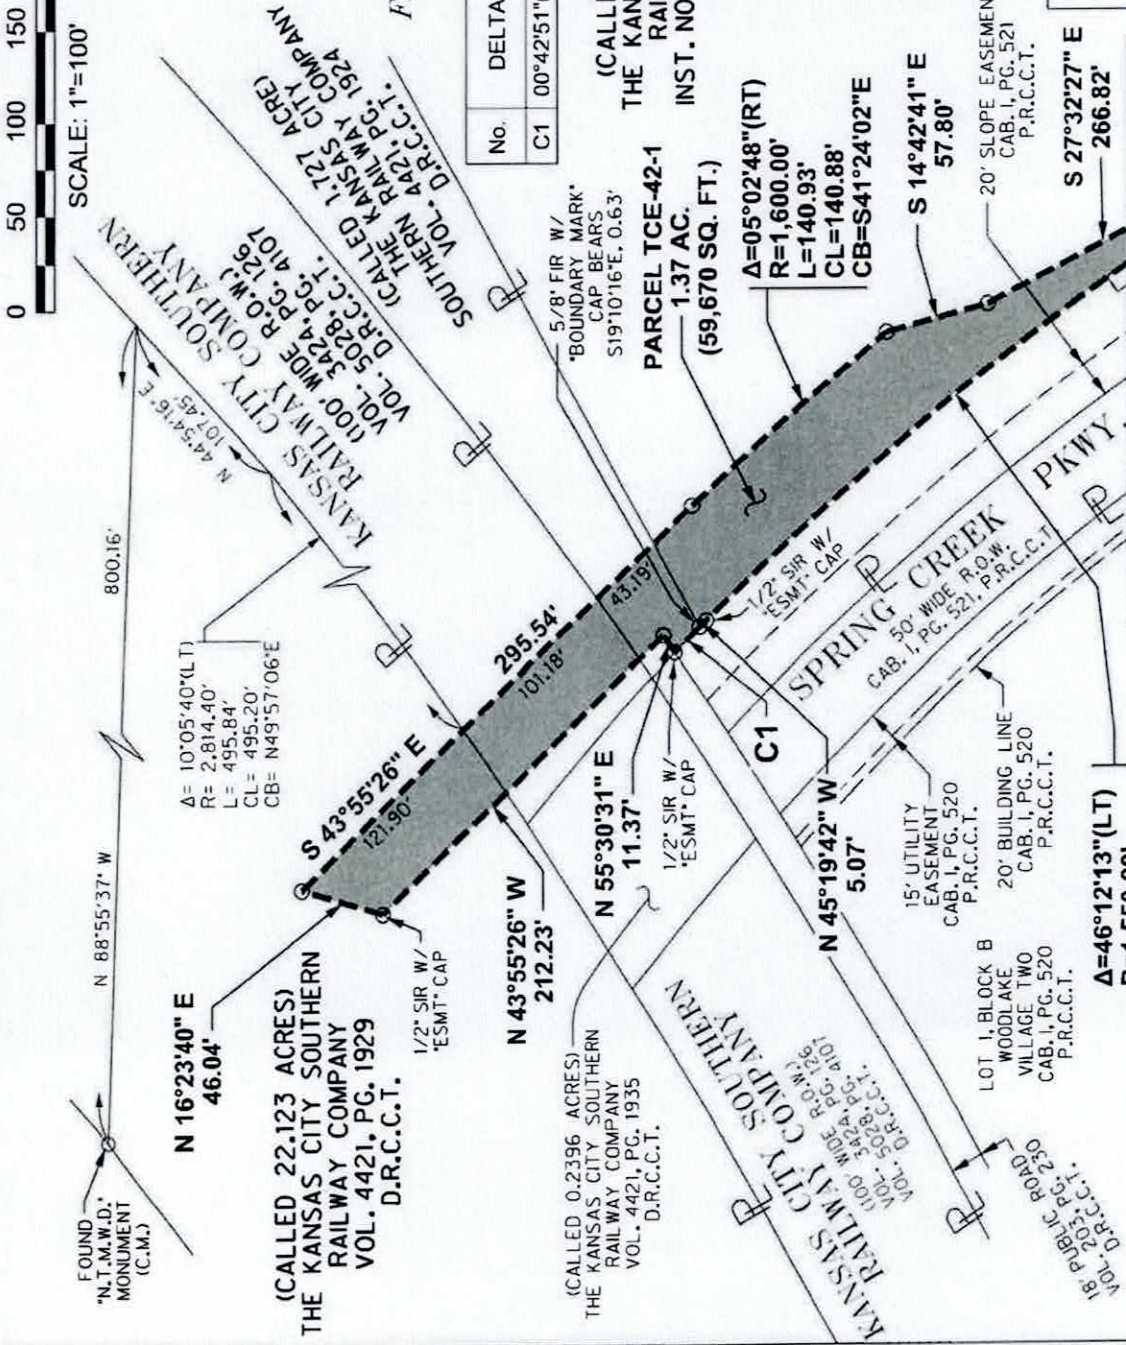 0 50 100 150
SCALE: 1"=100'
800.16'
N 88°55'37" W
N 44°54'16" E
107.45'
FOUND
"N.T.M.W.D."
MONUMENT
(C.M.)
Δ= 10°05'40"(LT)
R= 2,814.40'
L= 495.84'
CL= 495.20'
CB= N49°57'06"E
KANSAS CITY SOUTHERN
RAILWAY COMPANY
(100' WIDE R.O.W.)
VOL. 3424, PG. 126
VOL. 5028, PG. 4107
D.R.C.C.T.
(CALLED 1.727 ACRE)
THE KANSAS CITY
SOUTHERN RAILWAY COMPANY
VOL. 4421, PG. 1924
D.R.C.C.T.
No. DELTA
C1 00°42'51"
(CALL
THE KAN
RAI
INST. NO
5/8" FIR W/
"BOUNDARY MARK"
CAP BEARS
S19°10'16"E, 0.63'
PARCEL TCE-42-1
1.37 AC.
(59,670 SQ. FT.)
Δ=05°02'48"(RT)
R=1,600.00'
L=140.93'
CL=140.88'
CB=S41°24'02"E
S 14°42'41" E
57.80'
20' SLOPE EASEMEN
CAB. I, PG. 521
P.R.C.C.T.
S 27°32'27" E
266.82'
N 16°23'40" E
46.04'
S 43°55'26" E
295.54'
121.90'
101.18'
43.19'
(CALLED 22.123 ACRES)
THE KANSAS CITY SOUTHERN
RAILWAY COMPANY
VOL. 4421, PG. 1929
D.R.C.C.T.
1/2" SIR W/
"ESMT" CAP
N 43°55'26" W
212.23'
N 55°30'31" E
11.37'
1/2" SIR W/
"ESMT" CAP
1/2" SIR W/
"ESMT" CAP
C1
N 45°19'42" W
5.07'
(CALLED 0.2396 ACRES)
THE KANSAS CITY SOUTHERN
RAILWAY COMPANY
VOL. 4421, PG. 1935
D.R.C.C.T.
SPRING CREEK PKWY.
50' WIDE R.O.W.
CAB. I, PG. 521, P.R.C.C.T
15' UTILITY
EASEMENT
CAB. I, PG. 520
P.R.C.C.T.
20' BUILDING LINE
CAB. I, PG. 520
P.R.C.C.T.
LOT 1, BLOCK B
WOODLAKE
VILLAGE TWO
CAB. I, PG. 520
P.R.C.C.T.
KANSAS CITY SOUTHERN
RAILWAY COMPANY
(100' WIDE R.O.W.)
VOL. 3424, PG. 126
VOL. 5028, PG. 4107
D.R.C.C.T.
18' PUBLIC ROAD
VOL. 203, PG. 230
D.R.C.C.T.
Δ=46°12'13"(LT)